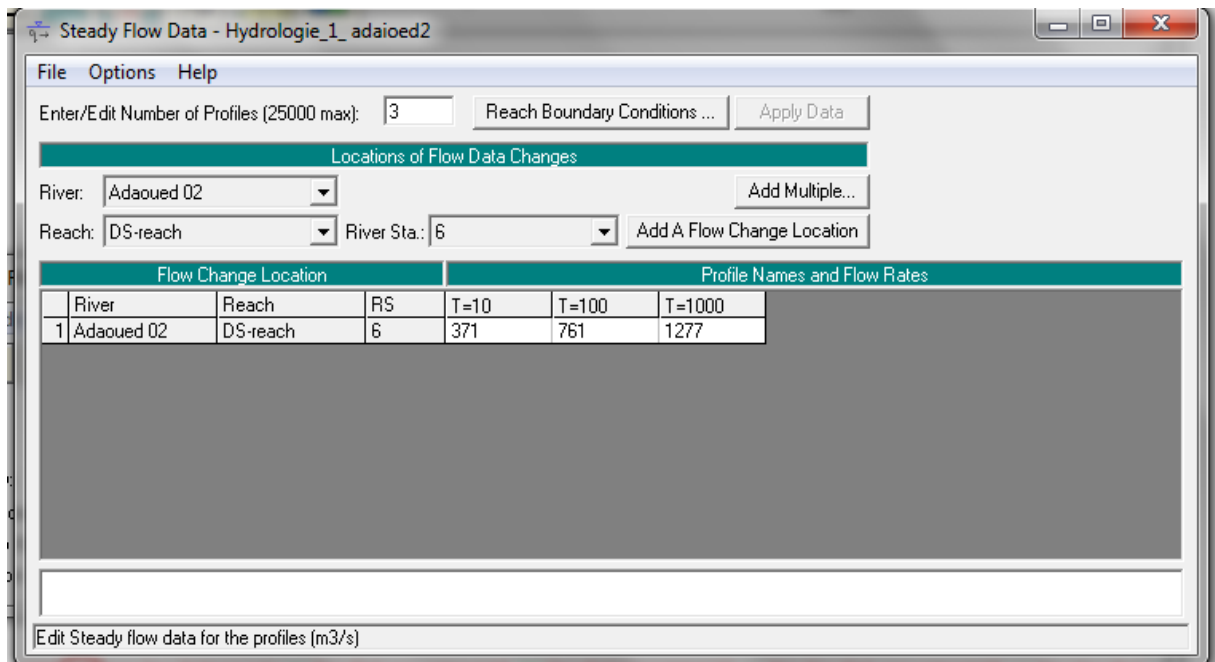 Steady Flow Data - Hydrologie_1_ adaioed2
File Options Help
Enter/Edit Number of Profiles (25000 max): 3 Reach Boundary Conditions ... Apply Data
Locations of Flow Data Changes
River: Adaoued 02 Add Multiple...
Reach: DS-reach River Sta.: 6 Add A Flow Change Location
Flow Change Location Profile Names and Flow Rates
River Reach RS T=10 T=100 T=1000
1 Adaoued 02 DS-reach 6 371 761 1277
Edit Steady flow data for the profiles (m3/s)